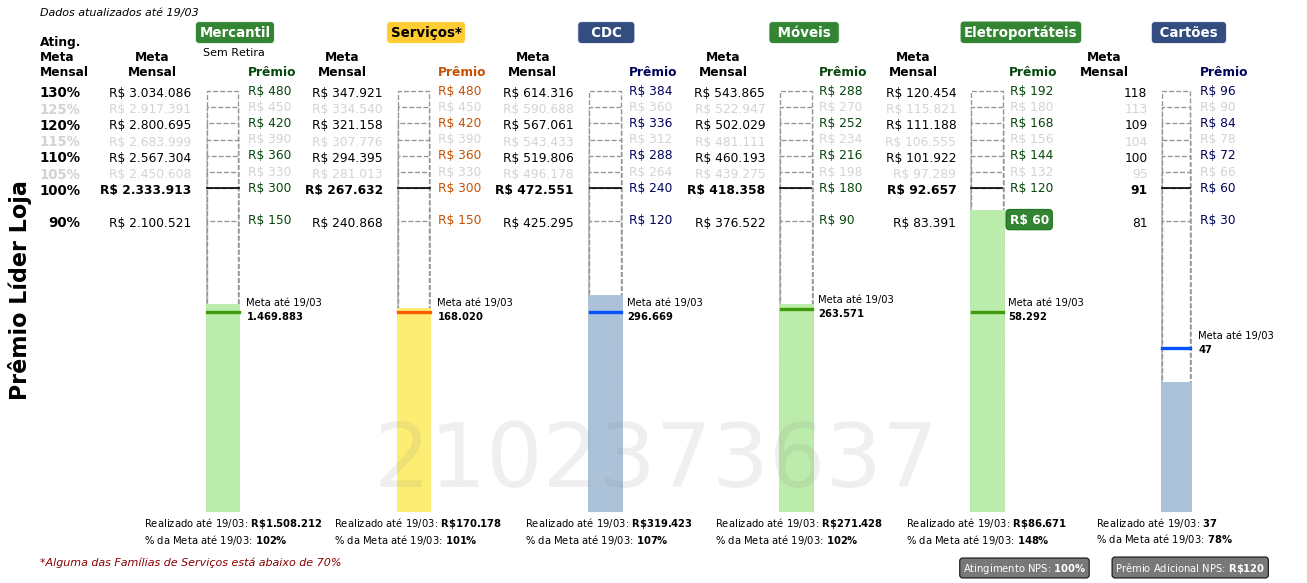 Dados atualizados até 19/03
Mercantil Serviços* CDC Móveis Eletroportáteis Cartões
Sem Retira
Ating. Meta Mensal Meta Mensal Prêmio Meta Mensal Prêmio Meta Mensal Prêmio Meta Mensal Prêmio Meta Mensal Prêmio Meta Mensal Prêmio
130% R$ 3.034.086 R$ 480 R$ 347.921 R$ 480 R$ 614.316 R$ 384 R$ 543.865 R$ 288 R$ 120.454 R$ 192 118 R$ 96
125% R$ 2.917.391 R$ 450 R$ 334.540 R$ 450 R$ 590.688 R$ 360 R$ 522.947 R$ 270 R$ 115.821 R$ 180 113 R$ 90
120% R$ 2.800.695 R$ 420 R$ 321.158 R$ 420 R$ 567.061 R$ 336 R$ 502.029 R$ 252 R$ 111.188 R$ 168 109 R$ 84
115% R$ 2.683.999 R$ 390 R$ 307.776 R$ 390 R$ 543.433 R$ 312 R$ 481.111 R$ 234 R$ 106.555 R$ 156 104 R$ 78
110% R$ 2.567.304 R$ 360 R$ 294.395 R$ 360 R$ 519.806 R$ 288 R$ 460.193 R$ 216 R$ 101.922 R$ 144 100 R$ 72
105% R$ 2.450.608 R$ 330 R$ 281.013 R$ 330 R$ 496.178 R$ 264 R$ 439.275 R$ 198 R$ 97.289 R$ 132 95 R$ 66
100% R$ 2.333.913 R$ 300 R$ 267.632 R$ 300 R$ 472.551 R$ 240 R$ 418.358 R$ 180 R$ 92.657 R$ 120 91 R$ 60
90% R$ 2.100.521 R$ 150 R$ 240.868 R$ 150 R$ 425.295 R$ 120 R$ 376.522 R$ 90 R$ 83.391 R$ 60 81 R$ 30
Prêmio Líder Loja
Meta até 19/03 Meta até 19/03 Meta até 19/03 Meta até 19/03 Meta até 19/03
1.469.883 168.020 296.669 263.571 58.292
Meta até 19/03
47
2102373637
Realizado até 19/03: R$1.508.212 Realizado até 19/03: R$170.178 Realizado até 19/03: R$319.423 Realizado até 19/03: R$271.428 Realizado até 19/03: R$86.671 Realizado até 19/03: 37
% da Meta até 19/03: 102% % da Meta até 19/03: 101% % da Meta até 19/03: 107% % da Meta até 19/03: 102% % da Meta até 19/03: 148% % da Meta até 19/03: 78%
*Alguma das Famílias de Serviços está abaixo de 70%
Atingimento NPS: 100% Prêmio Adicional NPS: R$120